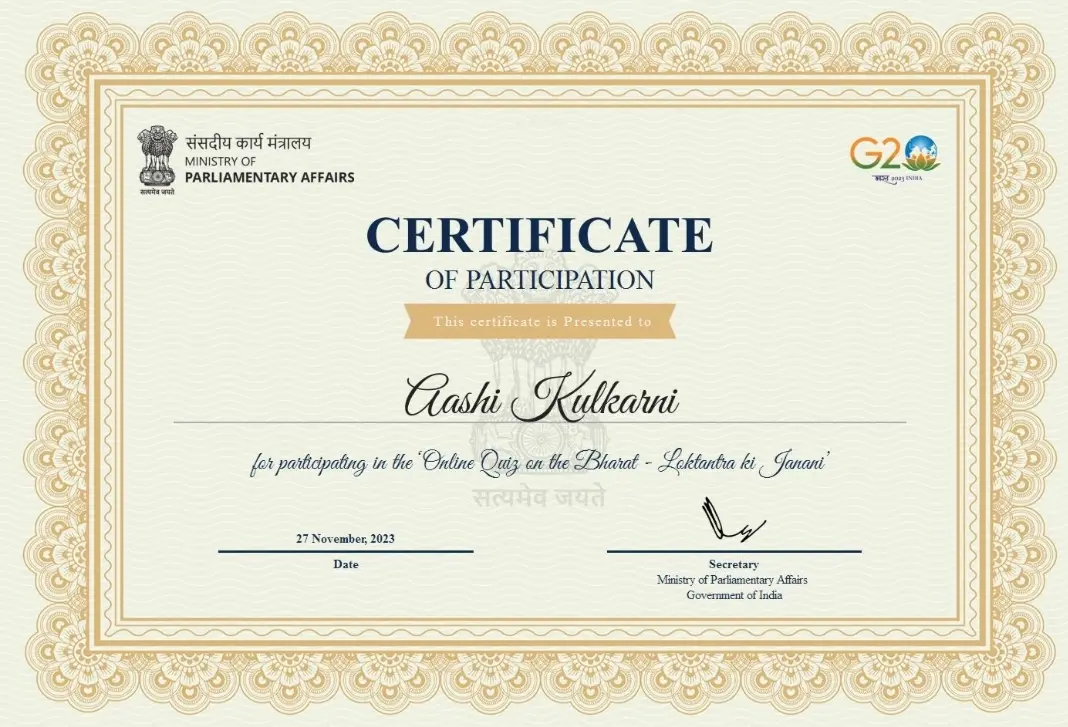 संसदीय कार्य मंत्रालय
MINISTRY OF
PARLIAMENTARY AFFAIRS
सत्यमेव जयते
G20
भारत 2023 INDIA
CERTIFICATE
OF PARTICIPATION
This certificate is Presented to
Aashi Kulkarni
for participating in the ‘Online Quiz on the Bharat - Loktantra ki Janani’
सत्यमेव जयते
27 November, 2023
Date
Secretary
Ministry of Parliamentary Affairs
Government of India